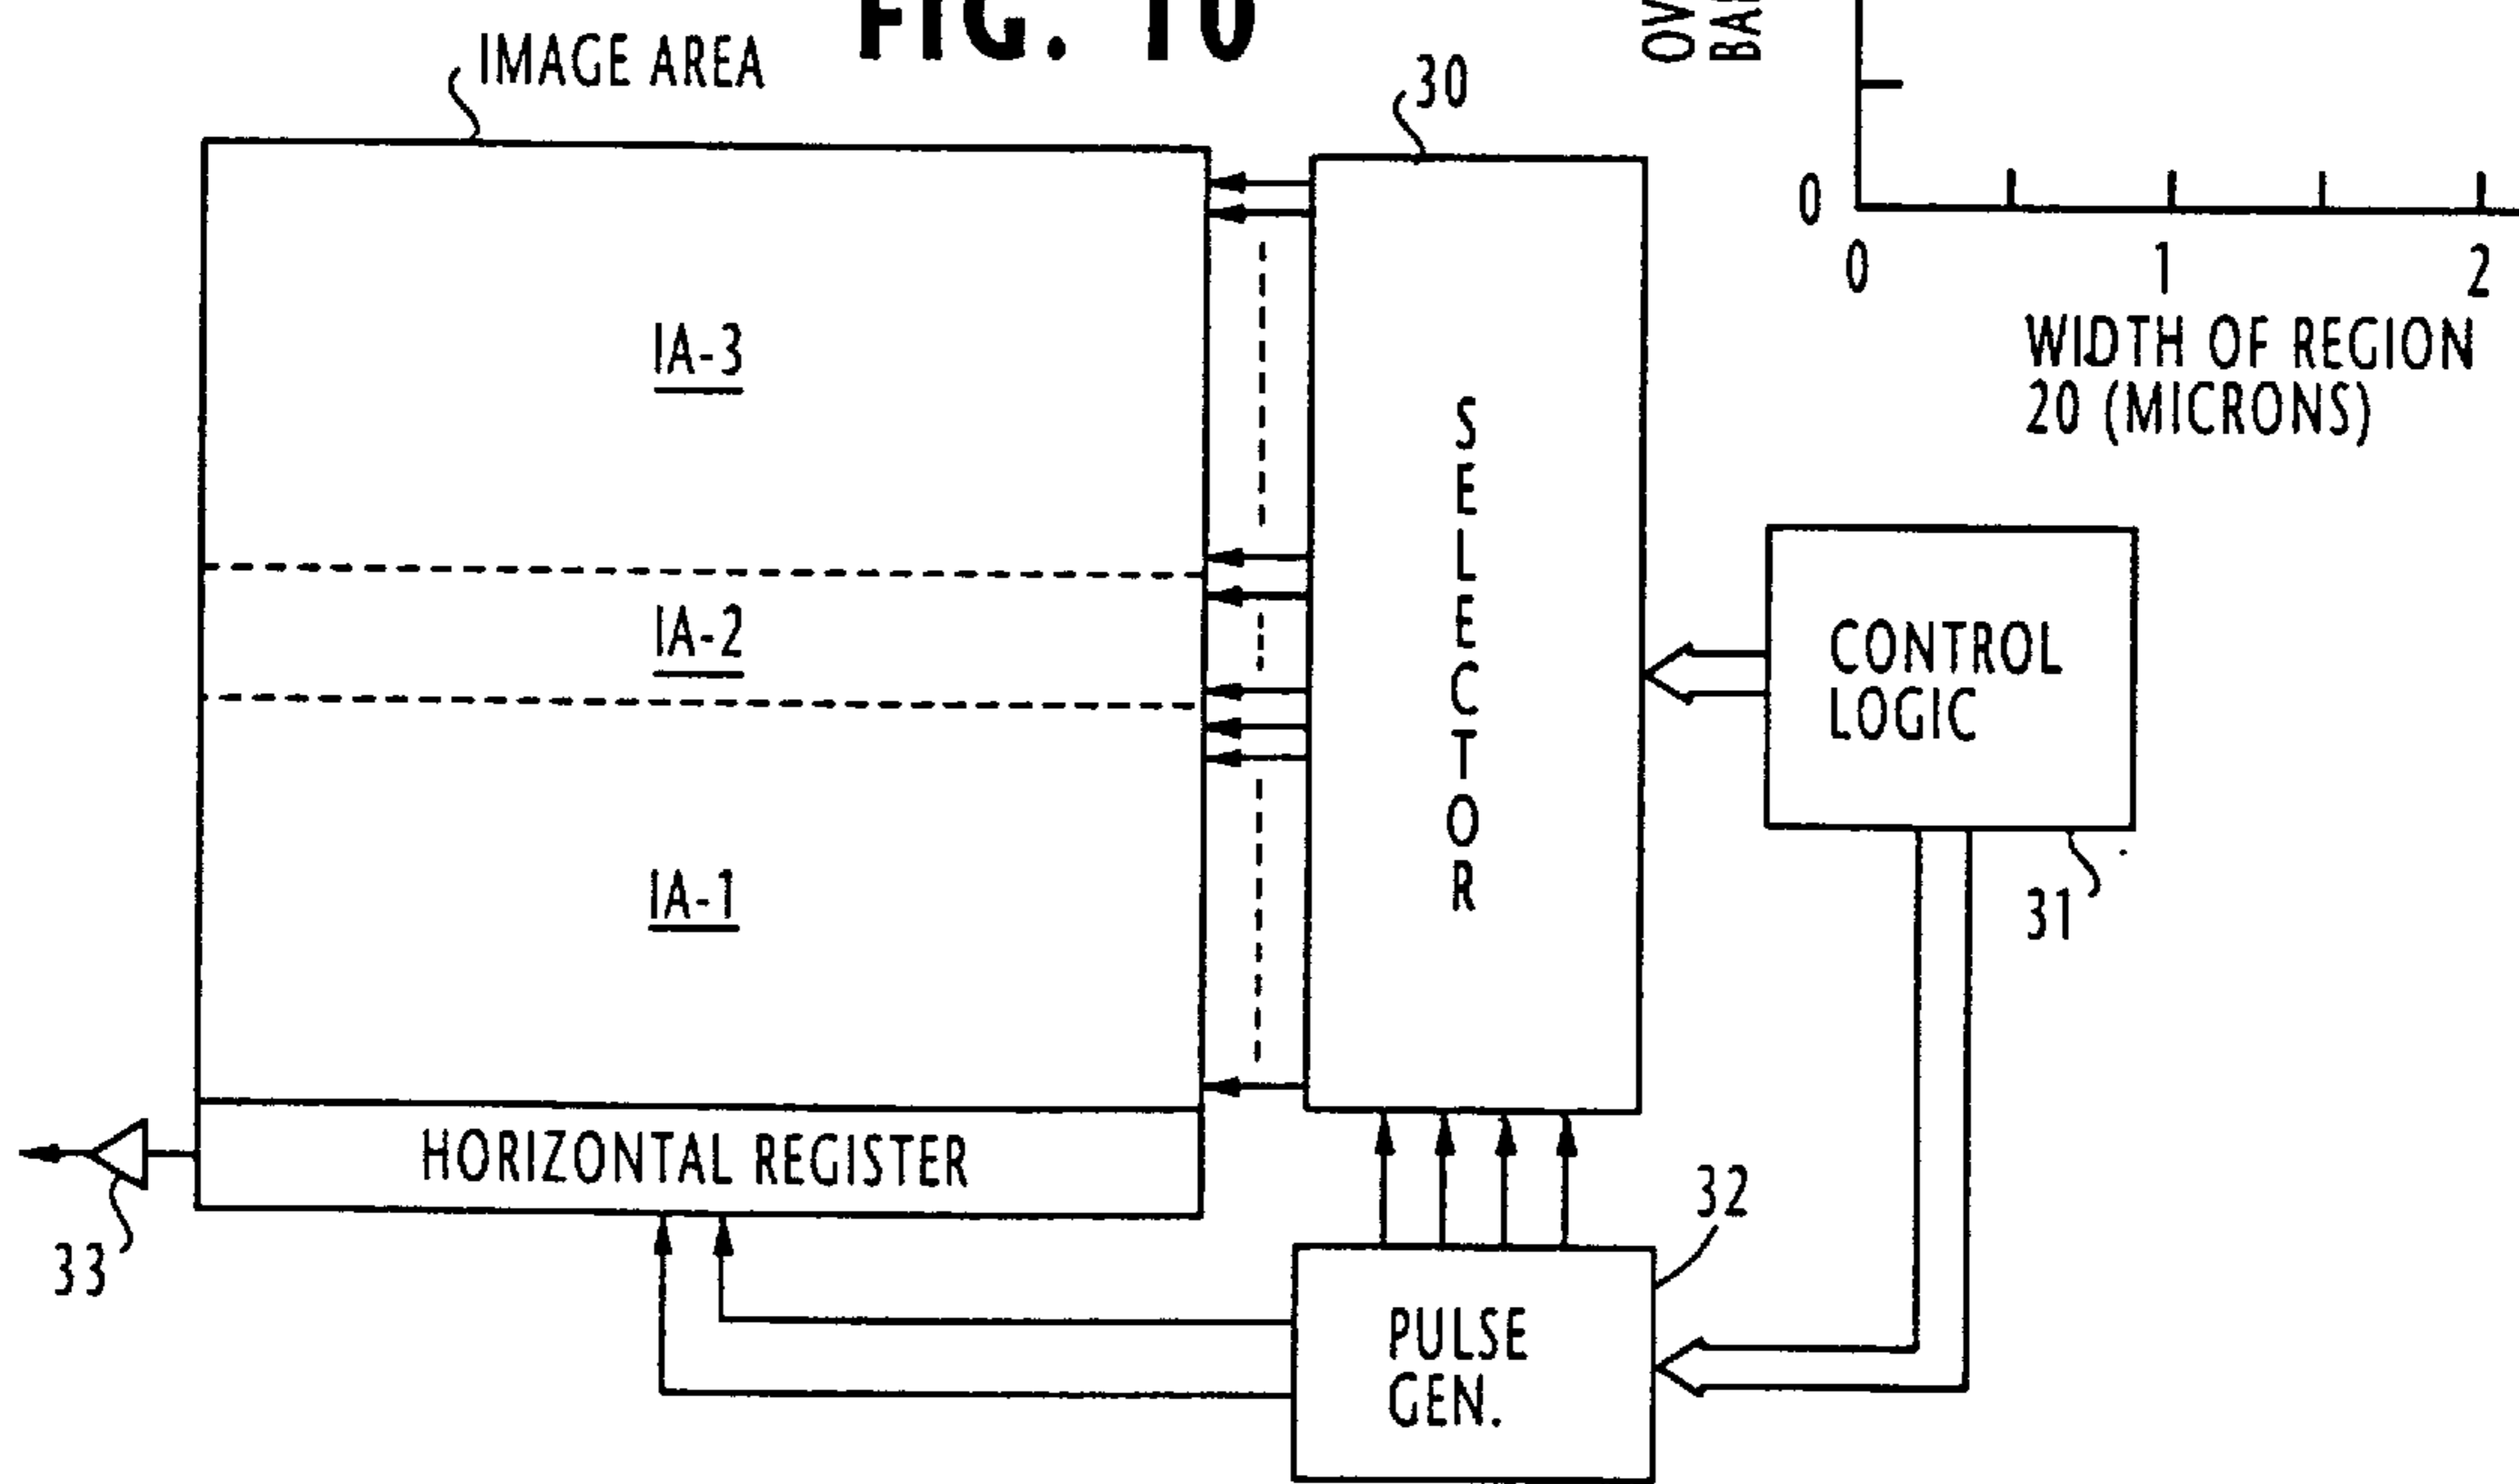 FIG. 10
IMAGE AREA
30
IA-3
IA-2
IA-1
SELECTOR
CONTROL
LOGIC
31
HORIZONTAL REGISTER
33
PULSE
GEN.
32
0
0
1
2
WIDTH OF REGION
20 (MICRONS)